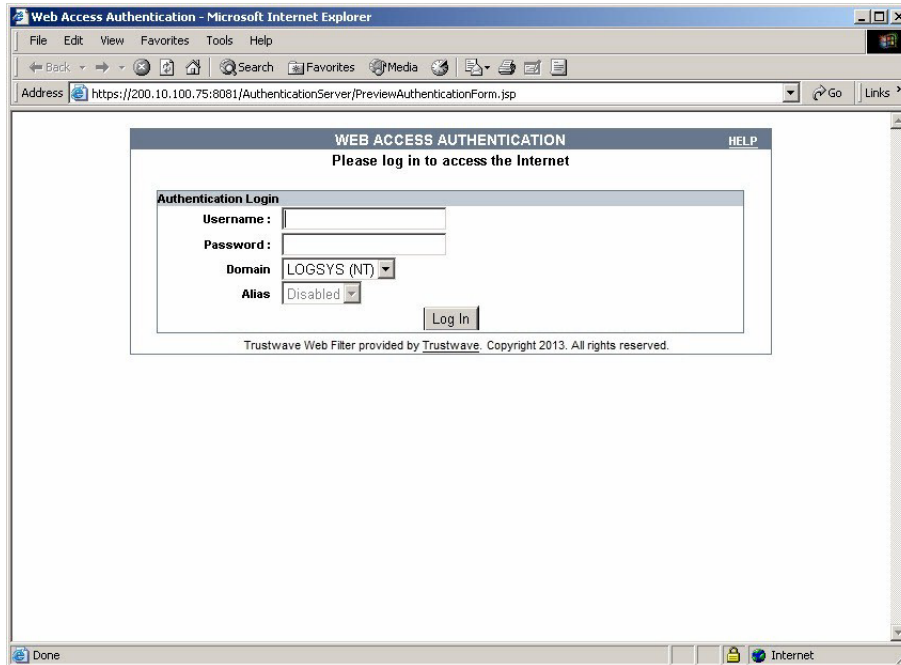 Web Access Authentication - Microsoft Internet Explorer
File Edit View Favorites Tools Help
Back Search Favorites Media
Address https://200.10.100.75:8081/AuthenticationServer/PreviewAuthenticationForm.jsp Go Links »
WEB ACCESS AUTHENTICATION HELP
Please log in to access the Internet
Authentication Login
Username :
Password :
Domain LOGSYS (NT)
Alias Disabled
Log In
Trustwave Web Filter provided by Trustwave. Copyright 2013. All rights reserved.
Done Internet